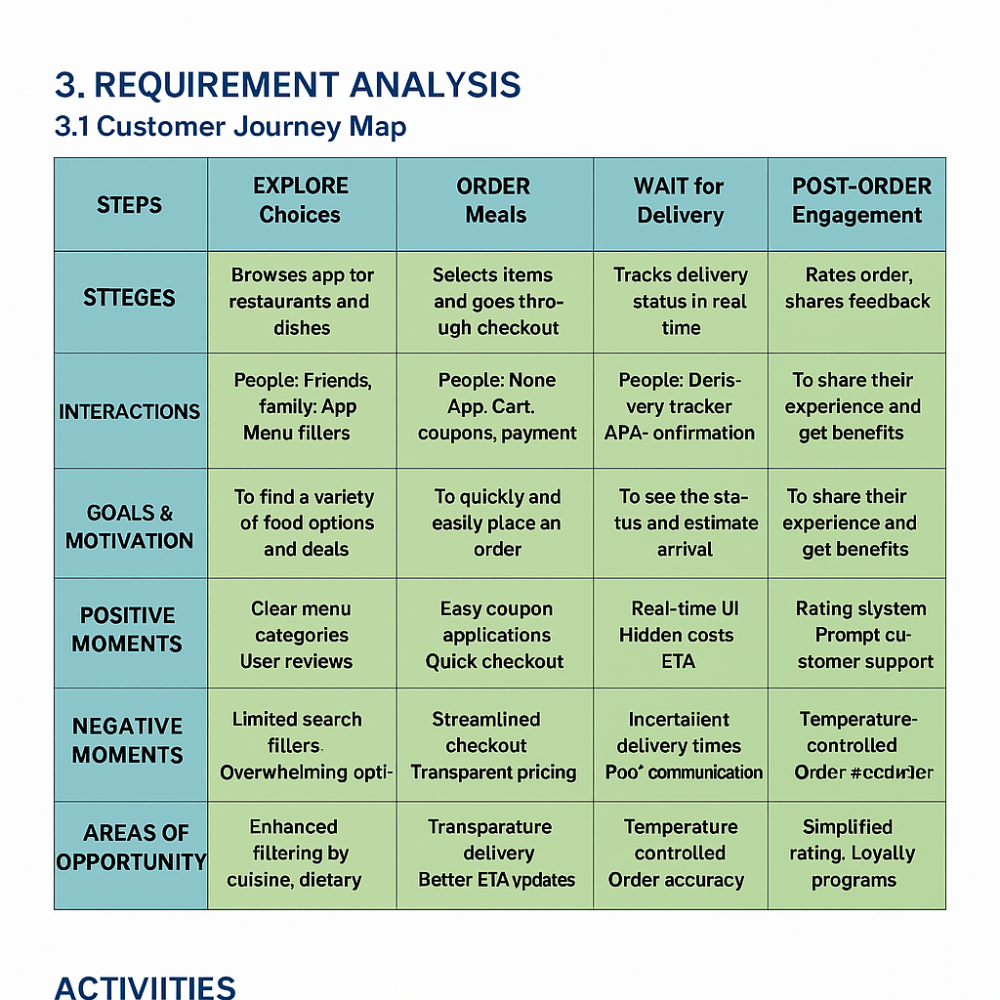 3. REQUIREMENT ANALYSIS
3.1 Customer Journey Map
STEPS
EXPLORE
Choices
ORDER
Meals
WAIT for
Delivery
POST-ORDER
Engagement
STTEGES
Browses app tor
restaurants and
dishes
Selects items
and goes thro-
ugh checkout
Tracks delivery
status in real
time
Rates order,
shares feedback
INTERACTIONS
People: Friends,
family: App
Menu fillers
People: None
App. Cart.
coupons, payment
People: Deris-
very tracker
APA- onfirmation
To share their
experience and
get benefits
GOALS &
MOTIVATION
To find a variety
of food options
and deals
To quickly and
easily place an
order
To see the sta-
tus and estimate
arrival
To share their
experience and
get benefits
POSITIVE
MOMENTS
Clear menu
categories
User reviews
Easy coupon
applications
Quick checkout
Real-time UI
Hidden costs
ETA
Rating slystem
Prompt cu-
stomer support
NEGATIVE
MOMENTS
Limited search
fillers.
Overwhelming opti-
Streamlined
checkout
Transparent pricing
Incertaiient
delivery times
Poo’ communication
Temperature-
controlled
Order
AREAS OF
OPPORTUNITY
Enhanced
filtering by
cuisine, dietary
Transparature
delivery
Better ETA vpdates
Temperature
controlled
Order accuracy
Simplified
rating. Loyally
programs
ACTIVIITIES